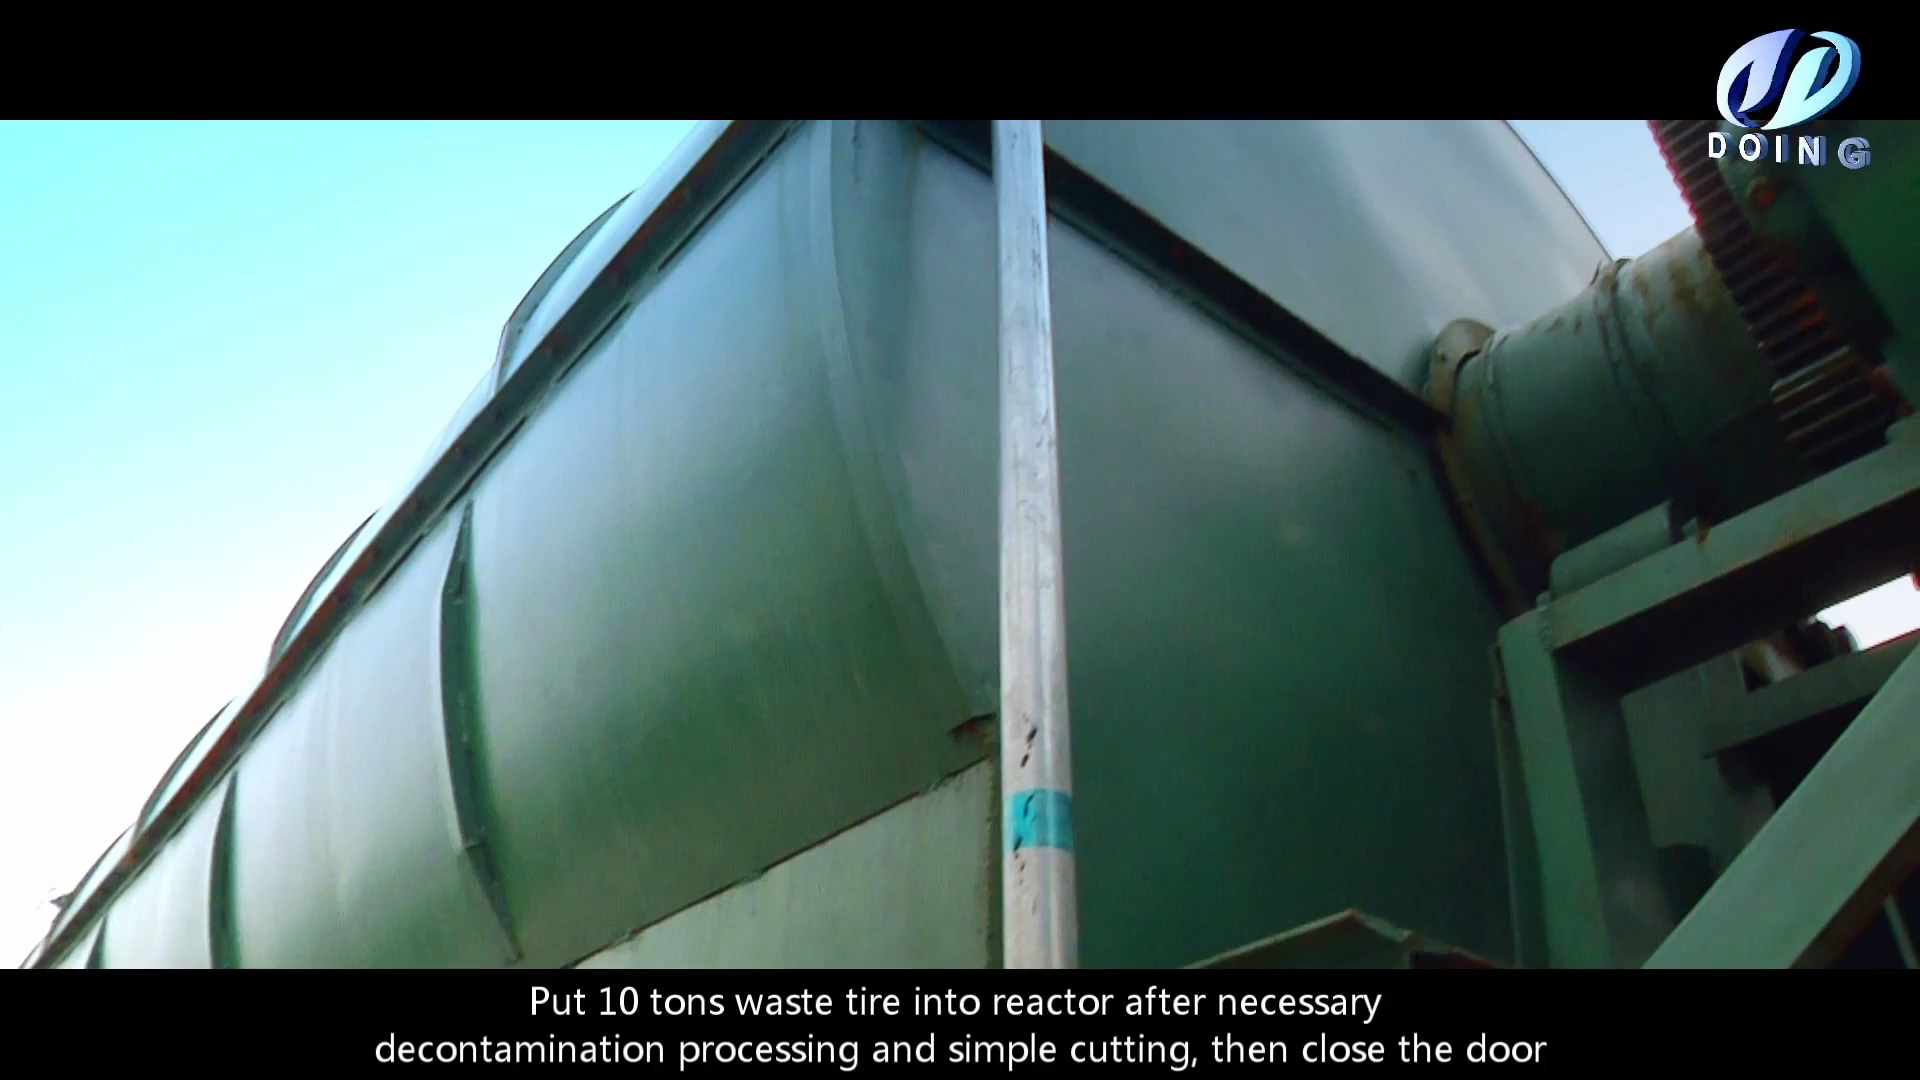 DOING
Put 10 tons waste tire into reactor after necessary
decontamination processing and simple cutting, then close the door